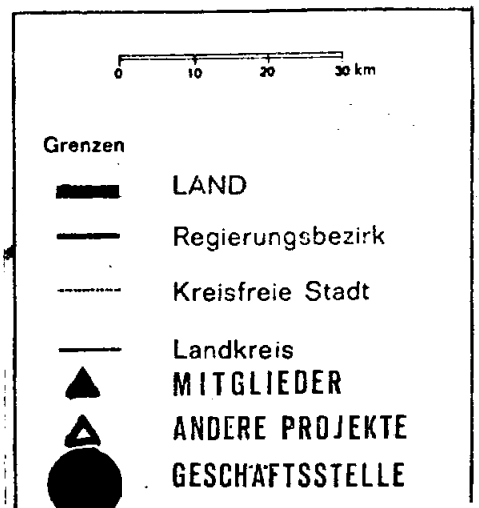 0 10 20 30 km
Grenzen
LAND
Regierungsbezirk
Kreisfreie Stadt
Landkreis
MITGLIEDER
ANDERE PROJEKTE
GESCHÄFTSSTELLE